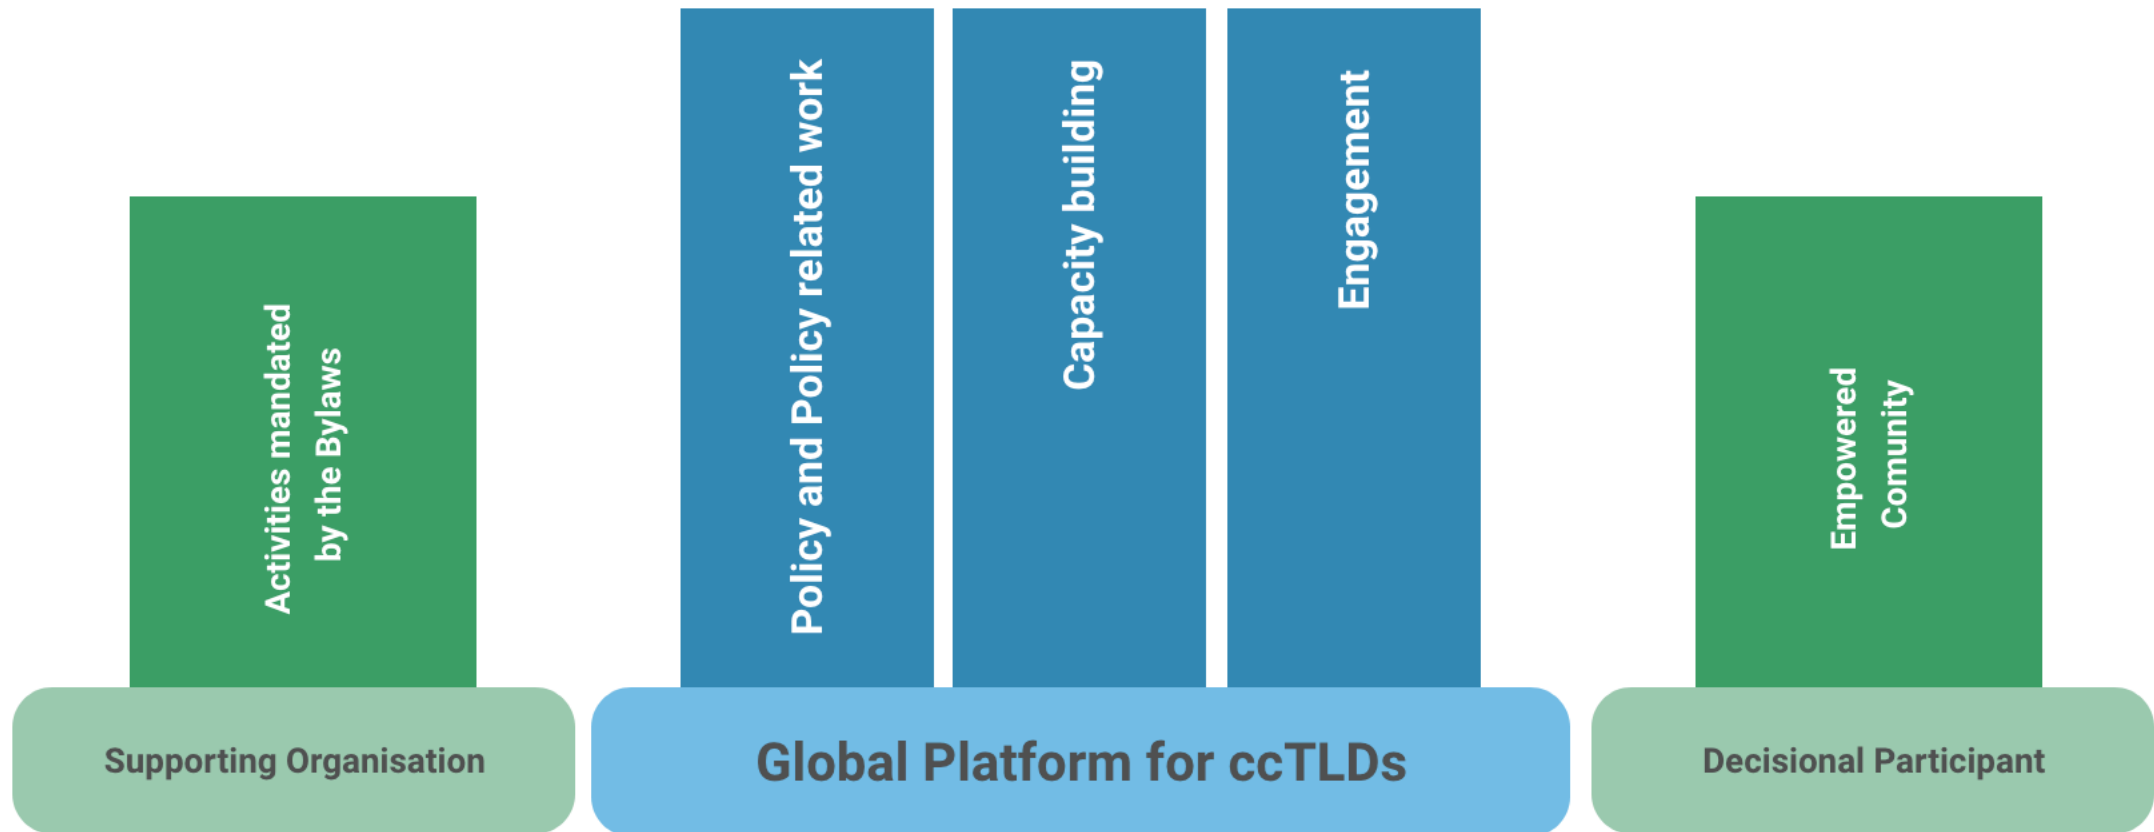 Activities mandated
by the Bylaws
Policy and Policy related work
Capacity building
Engagement
Empowered
Comunity
Supporting Organisation
Global Platform for ccTLDs
Decisional Participant